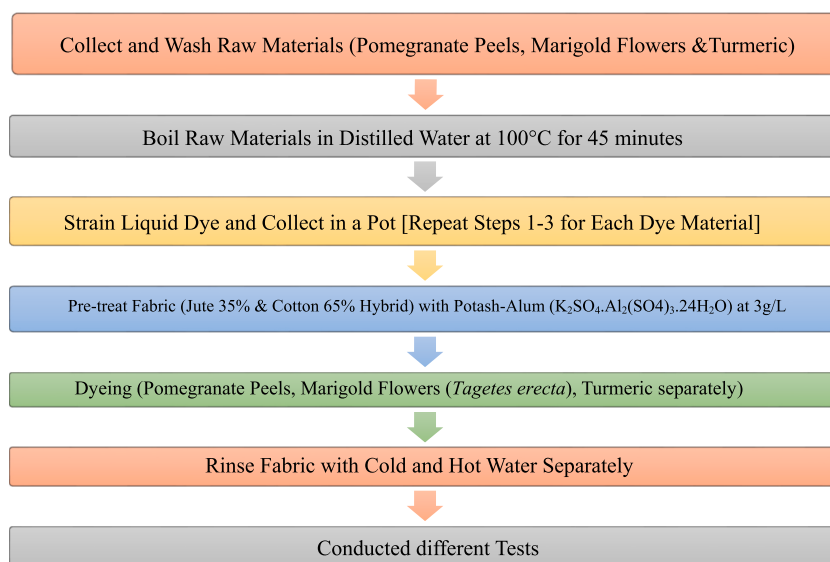 Collect and Wash Raw Materials (Pomegranate Peels, Marigold Flowers &Turmeric)
Boil Raw Materials in Distilled Water at 100°C for 45 minutes
Strain Liquid Dye and Collect in a Pot [Repeat Steps 1-3 for Each Dye Material]
Pre-treat Fabric (Jute 35% & Cotton 65% Hybrid) with Potash-Alum (K₂SO₄.Al₂(SO4)₃.24H₂O) at 3g/L
Dyeing (Pomegranate Peels, Marigold Flowers (Tagetes erecta), Turmeric separately)
Rinse Fabric with Cold and Hot Water Separately
Conducted different Tests